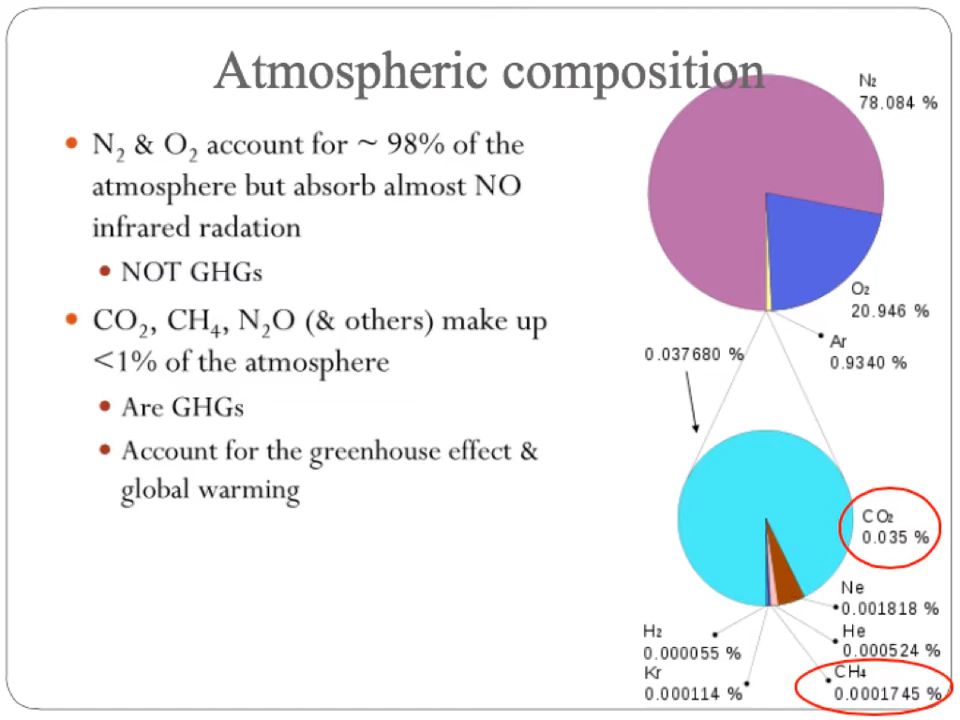 Atmospheric composition
• N₂ & O₂ account for ~ 98% of the
atmosphere but absorb almost NO
infrared radation
• NOT GHGs
• CO₂, CH₄, N₂O (& others) make up
<1% of the atmosphere
• Are GHGs
• Account for the greenhouse effect &
global warming
N₂
78.084 %
O₂
20.946 %
Ar
0.9340 %
0.037680 %
CO₂
0.035 %
Ne
0.001818 %
He
0.000524 %
CH₄
0.0001745 %
H₂
0.000055 %
Kr
0.000114 %